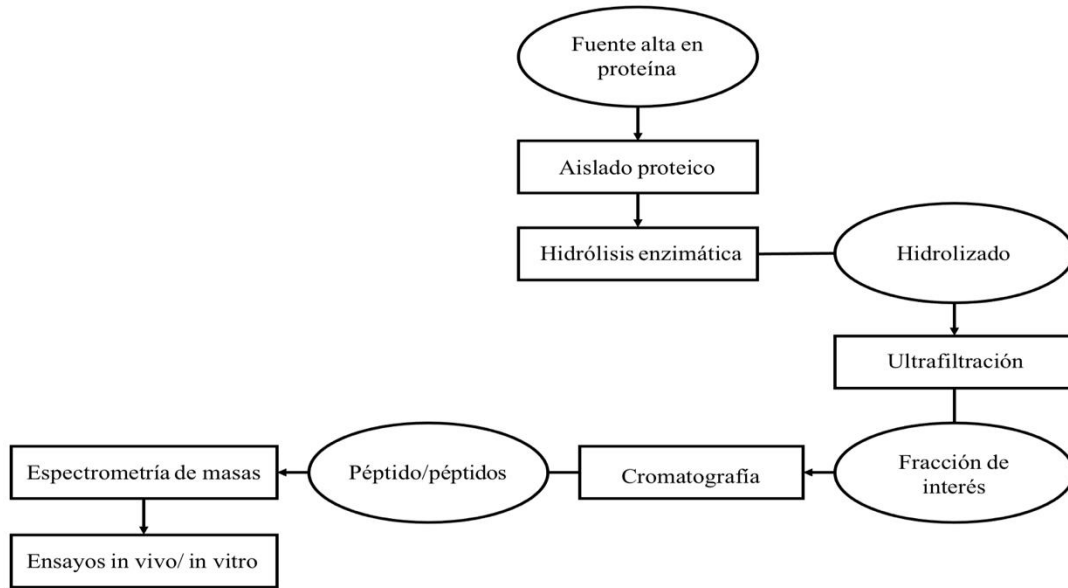 Fuente alta en
proteína
Aislado proteico
Hidrólisis enzimática
Hidrolizado
Ultrafiltración
Fracción de
interés
Cromatografía
Péptido/péptidos
Espectrometría de masas
Ensayos in vivo/ in vitro